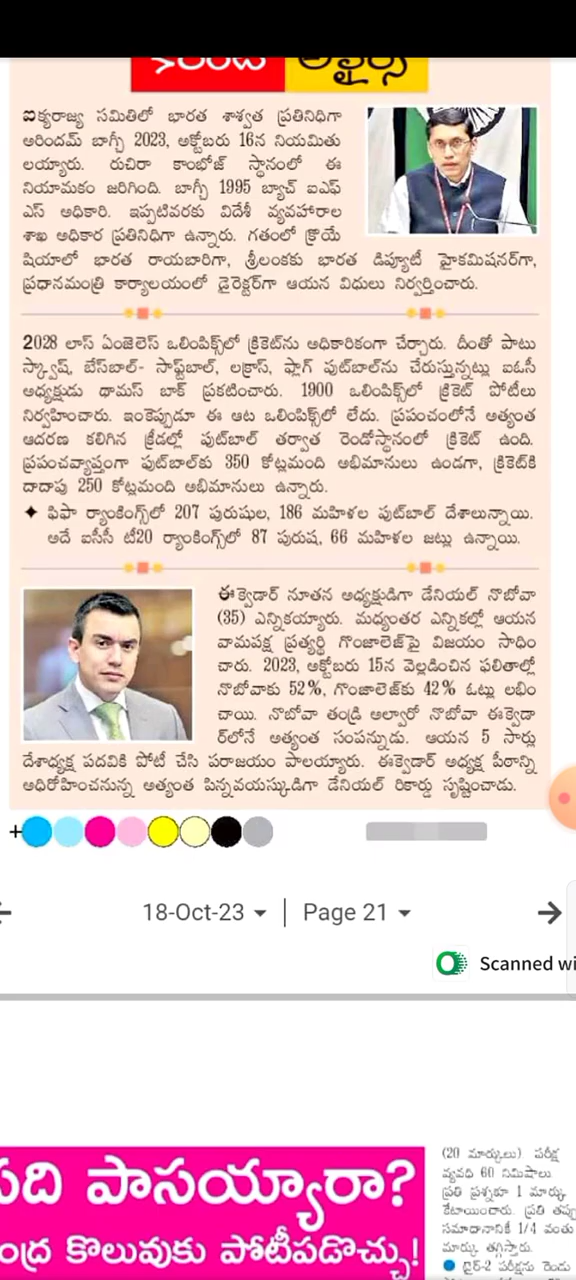 కరెంట్ అఫైర్స్
ఐక్యరాజ్య సమితిలో భారత శాశ్వత ప్రతినిధిగా
అరిందమ్ బాగ్చీ 2023, అక్టోబరు 16న నియమితు
లయ్యారు. రుచిరా కాంభోజ్ స్థానంలో ఈ
నియామకం జరిగింది. బాగ్చీ 1995 బ్యాచ్ ఐఎఫ్
ఎస్ అధికారి. ఇప్పటివరకు విదేశీ వ్యవహారాల
శాఖ అధికార ప్రతినిధిగా ఉన్నారు. గతంలో క్రొయే
షియాలో భారత రాయబారిగా, శ్రీలంకకు భారత డిప్యూటీ హైకమిషనర్‌గా,
ప్రధానమంత్రి కార్యాలయంలో డైరెక్టర్‌గా ఆయన విధులు నిర్వర్తించారు.
2028 లాస్ ఏంజెలెస్ ఒలింపిక్స్‌లో క్రికెట్‌ను అధికారికంగా చేర్చారు. దీంతో పాటు
స్క్వాష్, బేస్‌బాల్- సాఫ్ట్‌బాల్, లక్రాస్, ఫ్లాగ్ ఫుట్‌బాల్‌ను చేరుస్తున్నట్లు ఐఓసీ
అధ్యక్షుడు థామస్ బాక్ ప్రకటించారు. 1900 ఒలింపిక్స్‌లో క్రికెట్ పోటీలు
నిర్వహించారు. ఇంకెప్పుడూ ఈ ఆట ఒలింపిక్స్‌లో లేదు. ప్రపంచంలోనే అత్యంత
ఆదరణ కలిగిన క్రీడల్లో ఫుట్‌బాల్ తర్వాత రెండోస్థానంలో క్రికెట్ ఉంది.
ప్రపంచవ్యాప్తంగా ఫుట్‌బాల్‌కు 350 కోట్లమంది అభిమానులు ఉండగా, క్రికెట్‌కి
దాదాపు 250 కోట్లమంది అభిమానులు ఉన్నారు.
✦ ఫిఫా ర్యాంకింగ్స్‌లో 207 పురుషుల, 186 మహిళల ఫుట్‌బాల్ దేశాలున్నాయి.
అదే ఐసీసీ టీ20 ర్యాంకింగ్స్‌లో 87 పురుష, 66 మహిళల జట్లు ఉన్నాయి.
ఈక్వెడార్ నూతన అధ్యక్షుడిగా డేనియల్ నొబోవా
(35) ఎన్నికయ్యారు. మధ్యంతర ఎన్నికల్లో ఆయన
వామపక్ష ప్రత్యర్థి గొంజాలెజ్‌పై విజయం సాధిం
చారు. 2023, అక్టోబరు 15న వెల్లడించిన ఫలితాల్లో
నొబోవాకు 52%, గొంజాలెజ్‌కు 42% ఓట్లు లభిం
చాయి. నొబోవా తండ్రి అల్వారో నొబోవా ఈక్వెడా
ర్‌లోనే అత్యంత సంపన్నుడు. ఆయన 5 సార్లు
దేశాధ్యక్ష పదవికి పోటీ చేసి పరాజయం పాలయ్యారు. ఈక్వెడార్ అధ్యక్ష పీఠాన్ని
అధిరోహించనున్న అత్యంత పిన్నవయస్కుడిగా డేనియల్ రికార్డు సృష్టించాడు.
18-Oct-23 | Page 21
Scanned wi
పది పాసయ్యారా?
ంద్ర కొలువుకు పోటీపడొచ్చు!
(20 మార్కులు). పరీక్ష
వ్యవధి 60 నిమిషాలు.
ప్రతి ప్రశ్నకూ 1 మార్కు
కేటాయించారు. ప్రతి తప్పు
సమాధానానికీ 1/4 వంతు
మార్కు తగ్గిస్తారు.
● టైర్-2 పరీక్షను రెండు